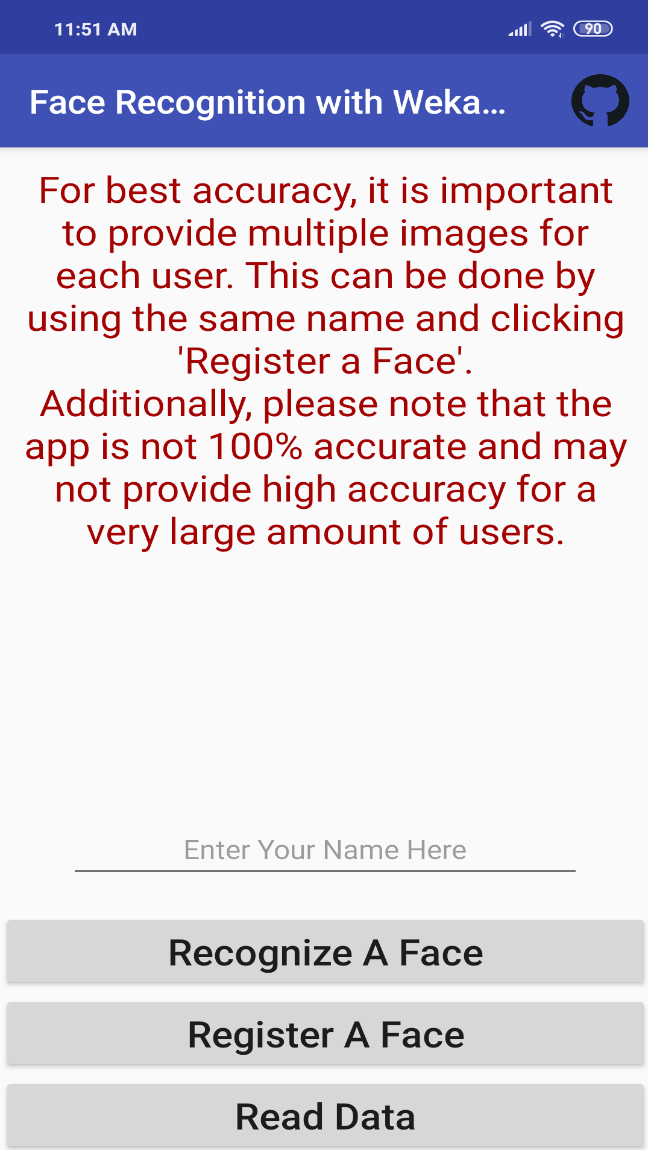 11:51 AM
90
Face Recognition with Weka...
For best accuracy, it is important
to provide multiple images for
each user. This can be done by
using the same name and clicking
'Register a Face'.
Additionally, please note that the
app is not 100% accurate and may
not provide high accuracy for a
very large amount of users.
Enter Your Name Here
Recognize A Face
Register A Face
Read Data